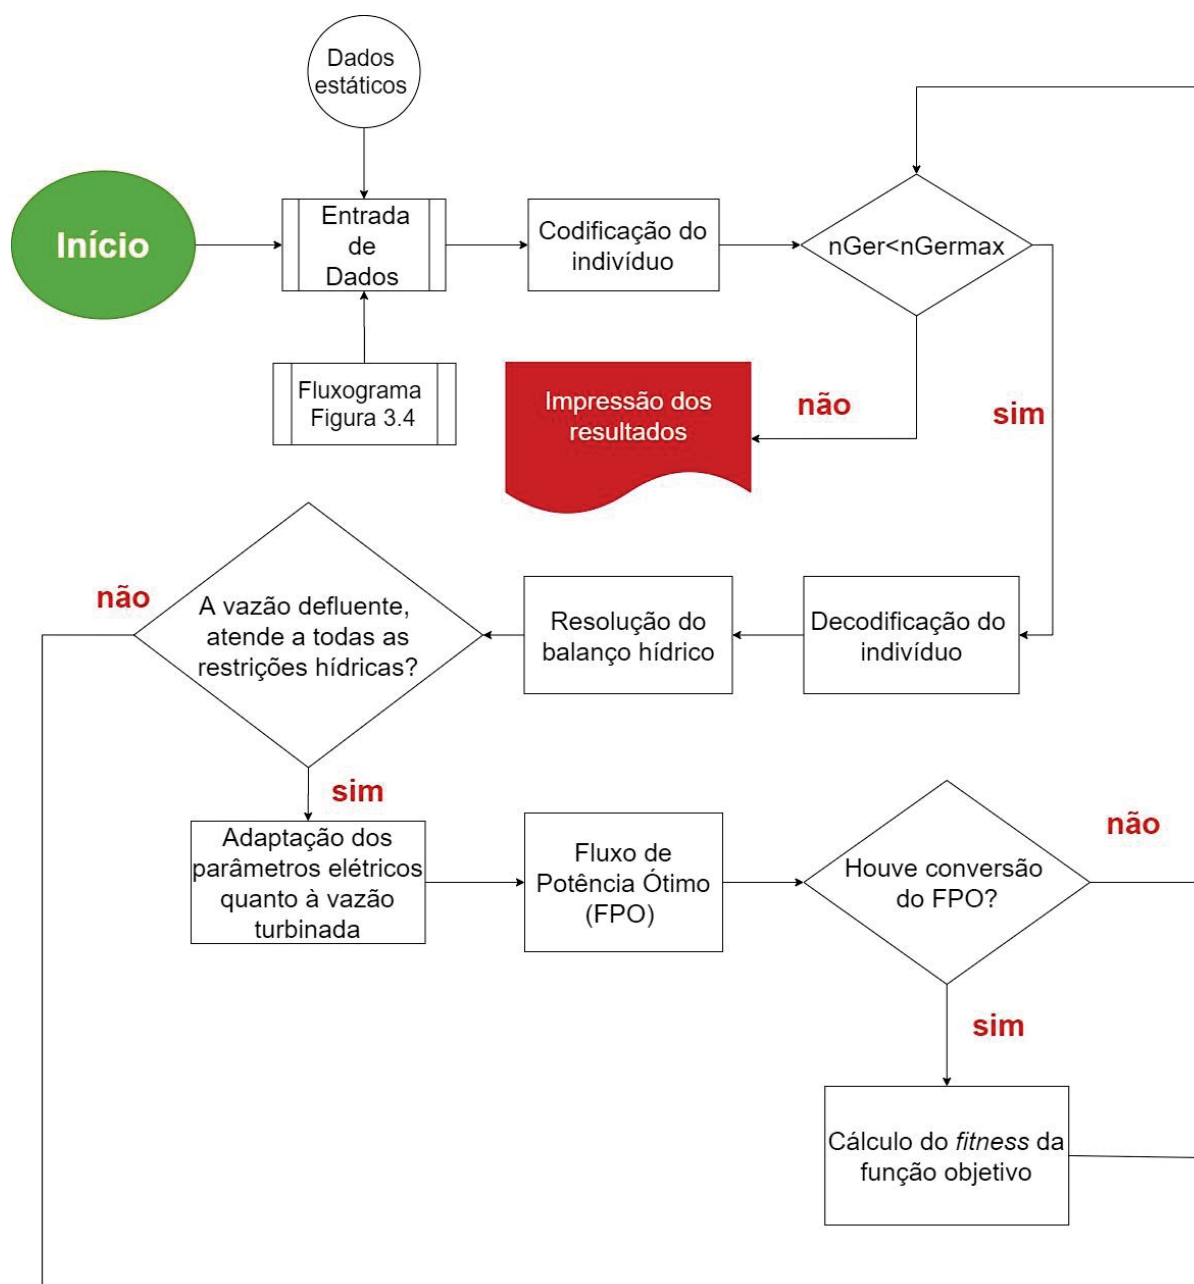 Dados
estáticos
Início
Entrada
de
Dados
Codificação do
indivíduo
nGer<nGermax
Fluxograma
Figura 3.4
Impressão dos
resultados
não
sim
não
A vazão defluente,
atende a todas as
restrições hídricas?
Resolução do
balanço hídrico
Decodificação do
indivíduo
sim
Adaptação dos
parâmetros elétricos
quanto à vazão
turbinada
Fluxo de
Potência Ótimo
(FPO)
Houve conversão
do FPO?
não
sim
Cálculo do fitness da
função objetivo